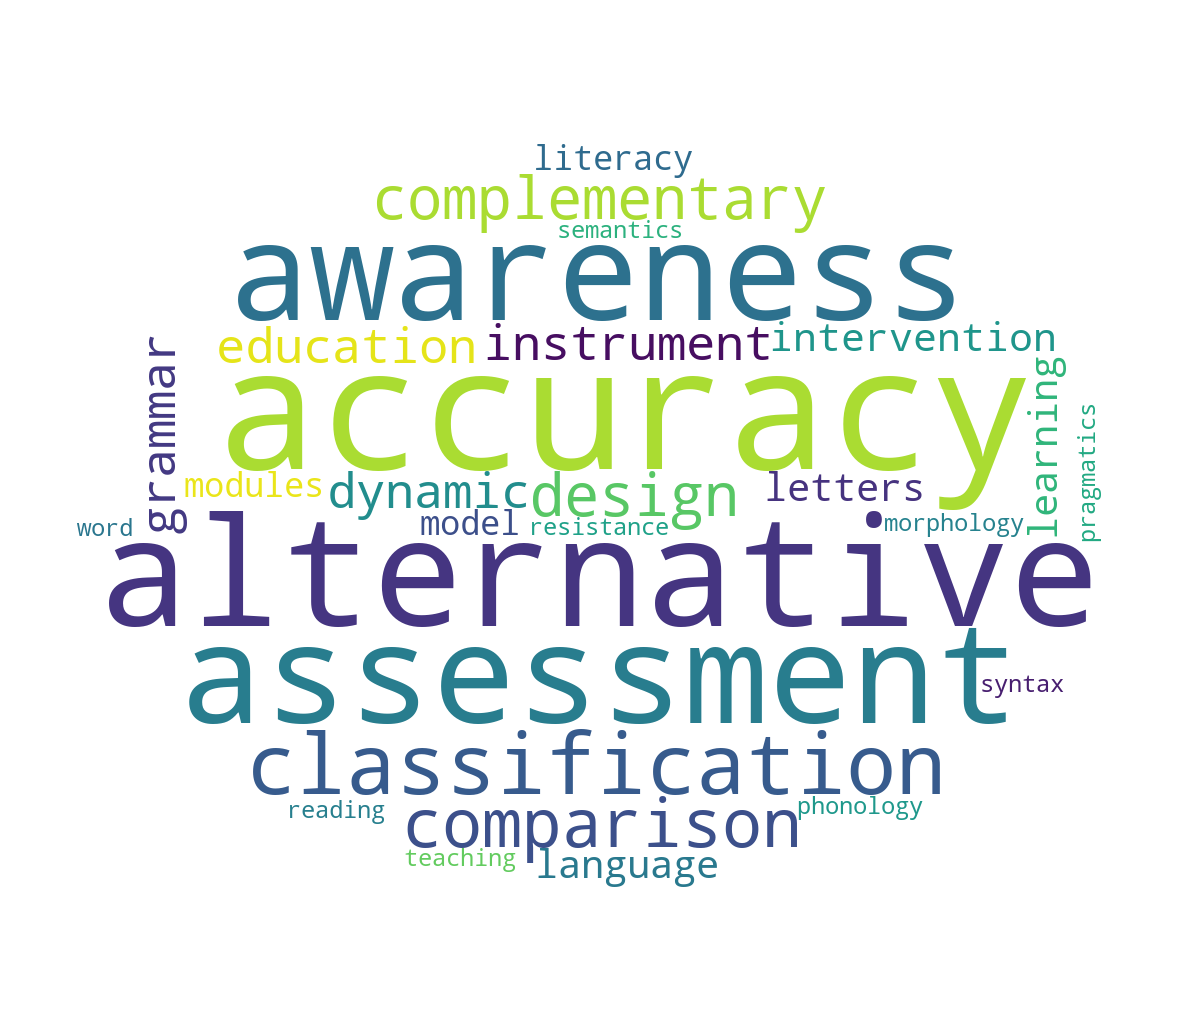 literacy
complementary
semantics
awareness
education instrument intervention
accuracy
grammar
learning
pragmatics
modules dynamic design letters
word model resistance morphology
alternative
assessment
syntax
classification
reading comparison phonology
teaching language